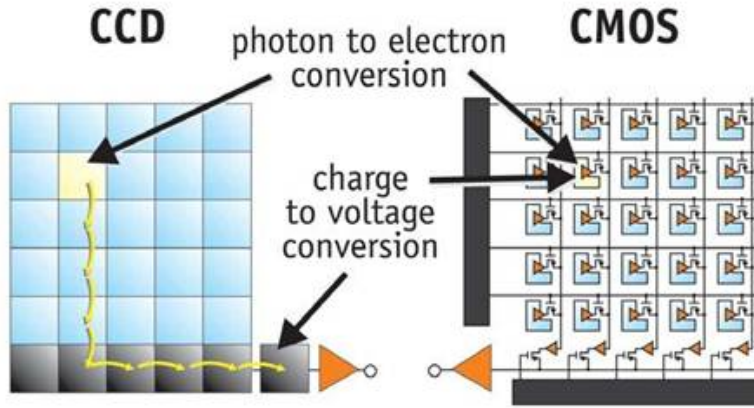 CCD
photon to electron
conversion
CMOS
charge
to voltage
conversion